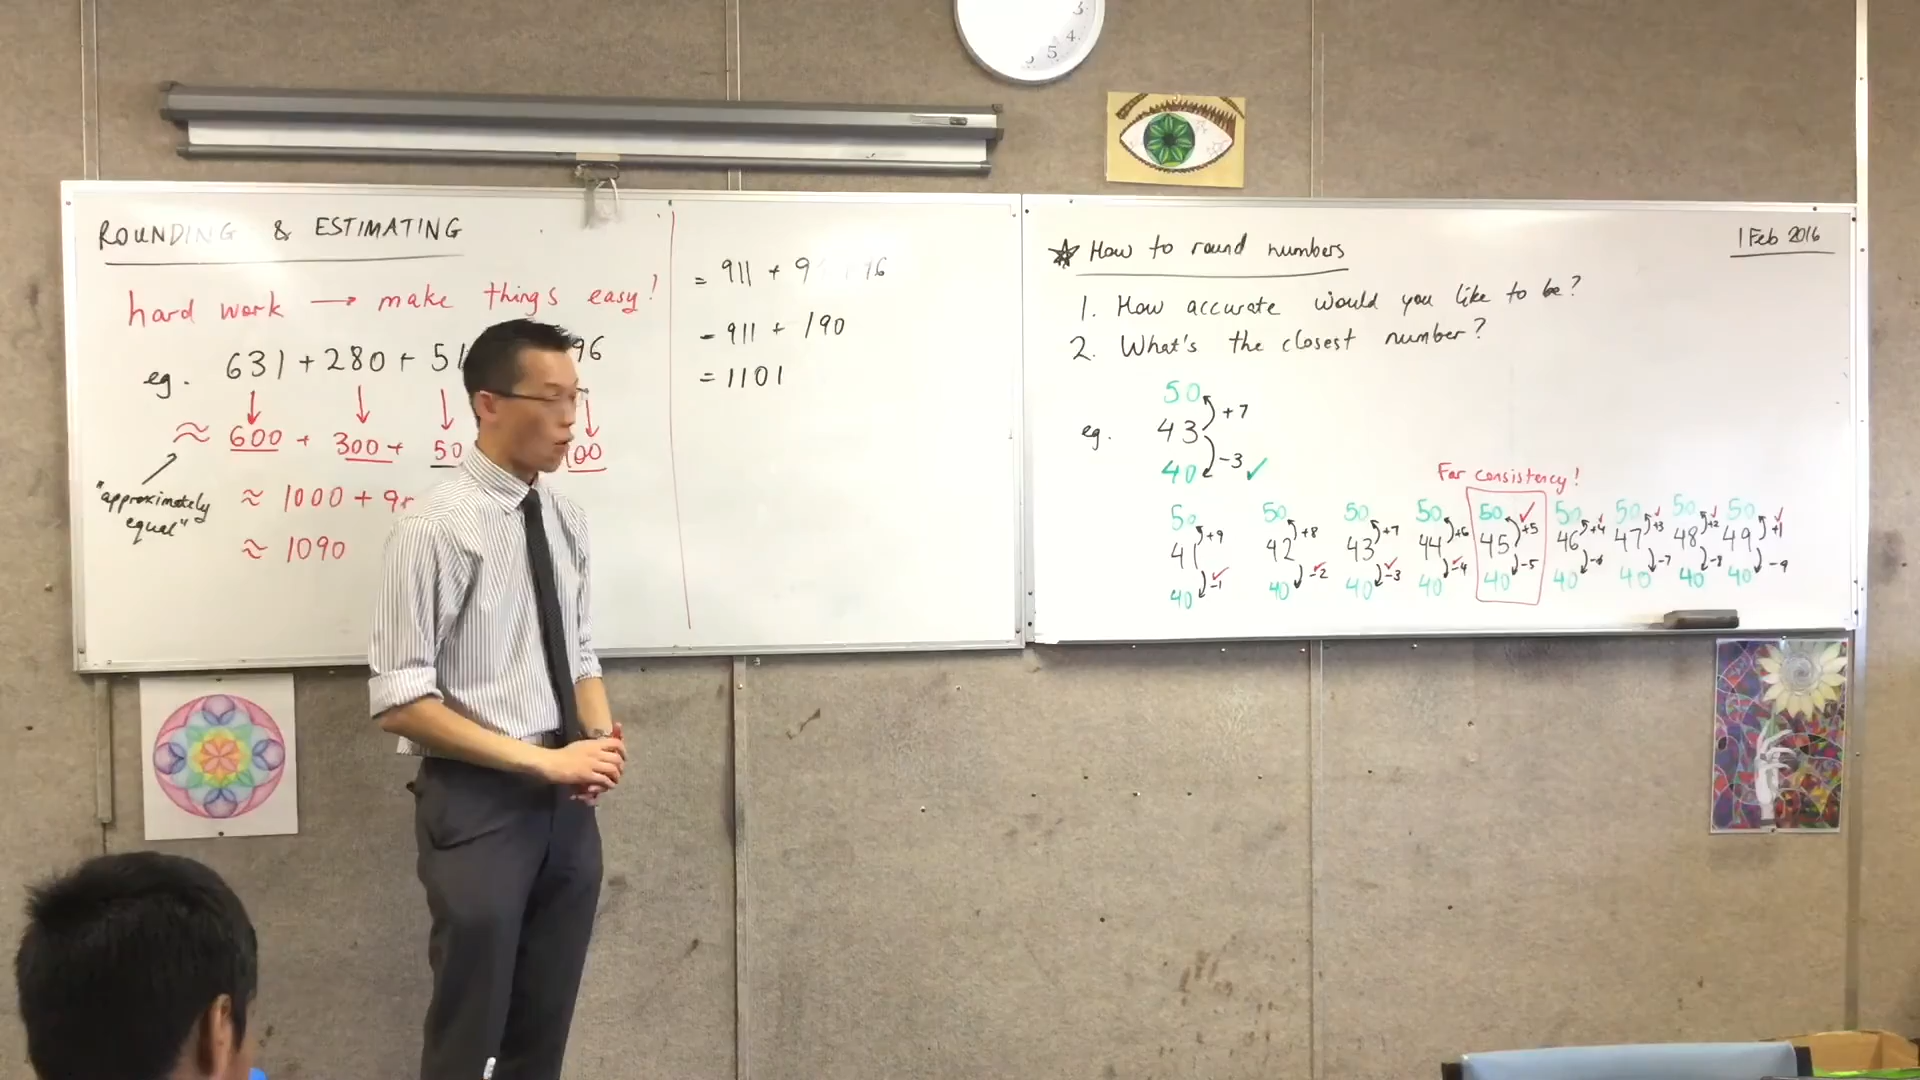 ROUNDING & ESTIMATING
hard work → make things easy!
eg. 631 + 280 + 51 96
≈ 600 + 300 + 50 100
"approximately equal"
≈ 1000 + 9
≈ 1090
= 911 + 9 96
= 911 + 190
= 1101
How to round numbers
1 Feb 2016
1. How accurate would you like to be?
2. What's the closest number?
50
+7
eg. 43
-3 ✓
40
For consistency!
50 50 50 50 50 ✓ 50 50 50 50
+9 +8 +7 +6 +5 +4 ✓ +3 ✓ +2 ✓ +1 ✓
41 42 43 44 45 46 47 48 49
-1 ✓ -2 ✓ -3 ✓ -4 ✓ -5 -6 -7 -8 -9
40 40 40 40 40 40 40 40 40
3
4
5